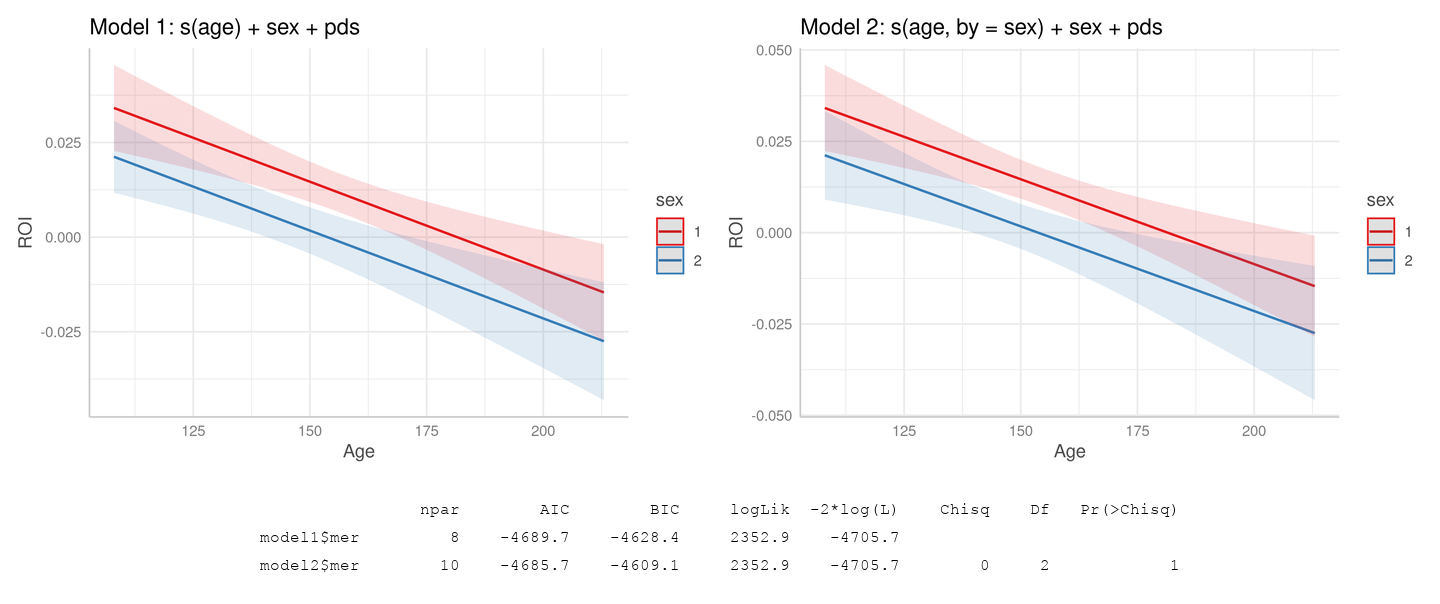 Model 1: s(age) + sex + pds
0.025
0.000
-0.025
ROI
125 150 175 200
Age
sex
1
2
Model 2: s(age, by = sex) + sex + pds
0.050
0.025
0.000
-0.025
-0.050
ROI
125 150 175 200
Age
sex
1
2
npar AIC BIC logLik -2*log(L) Chisq Df Pr(>Chisq)
model1$mer 8 -4689.7 -4628.4 2352.9 -4705.7
model2$mer 10 -4685.7 -4609.1 2352.9 -4705.7 0 2 1